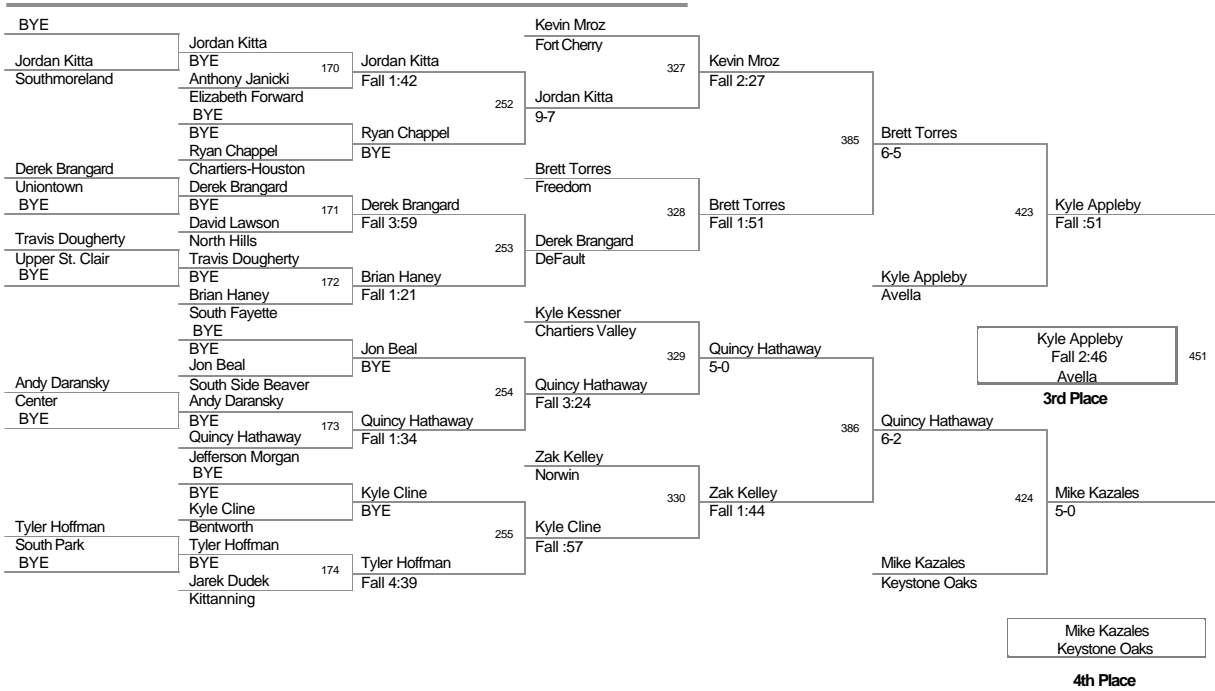 BYE
Jordan Kitta
Southmoreland
Derek Brangard
Uniontown
BYE
Travis Dougherty
Upper St. Clair
BYE
Andy Daransky
Center
BYE
Tyler Hoffman
South Park
BYE
Jordan Kitta
BYE
170
Anthony Janicki
Elizabeth Forward
BYE
BYE
Ryan Chappel
Chartiers-Houston
Derek Brangard
BYE
171
David Lawson
North Hills
Travis Dougherty
BYE
172
Brian Haney
South Fayette
BYE
BYE
Jon Beal
South Side Beaver
Andy Daransky
BYE
173
Quincy Hathaway
Jefferson Morgan
BYE
BYE
Kyle Cline
Bentworth
Tyler Hoffman
BYE
174
Jarek Dudek
Kittanning
Jordan Kitta
Fall 1:42
252
Ryan Chappel
BYE
Derek Brangard
Fall 3:59
253
Brian Haney
Fall 1:21
Jon Beal
BYE
254
Quincy Hathaway
Fall 1:34
Kyle Cline
BYE
255
Tyler Hoffman
Fall 4:39
Kevin Mroz
Fort Cherry
327
Jordan Kitta
9-7
Brett Torres
Freedom
328
Derek Brangard
DeFault
Kyle Kessner
Chartiers Valley
329
Quincy Hathaway
Fall 3:24
Zak Kelley
Norwin
330
Kyle Cline
Fall :57
Kevin Mroz
Fall 2:27
385
Brett Torres
Fall 1:51
Quincy Hathaway
5-0
386
Zak Kelley
Fall 1:44
Brett Torres
6-5
423
Kyle Appleby
Avella
Quincy Hathaway
6-2
424
Mike Kazales
Keystone Oaks
Kyle Appleby
Fall :51
Kyle Appleby
Fall 2:46
Avella
451
3rd Place
Mike Kazales
5-0
Mike Kazales
Keystone Oaks
4th Place